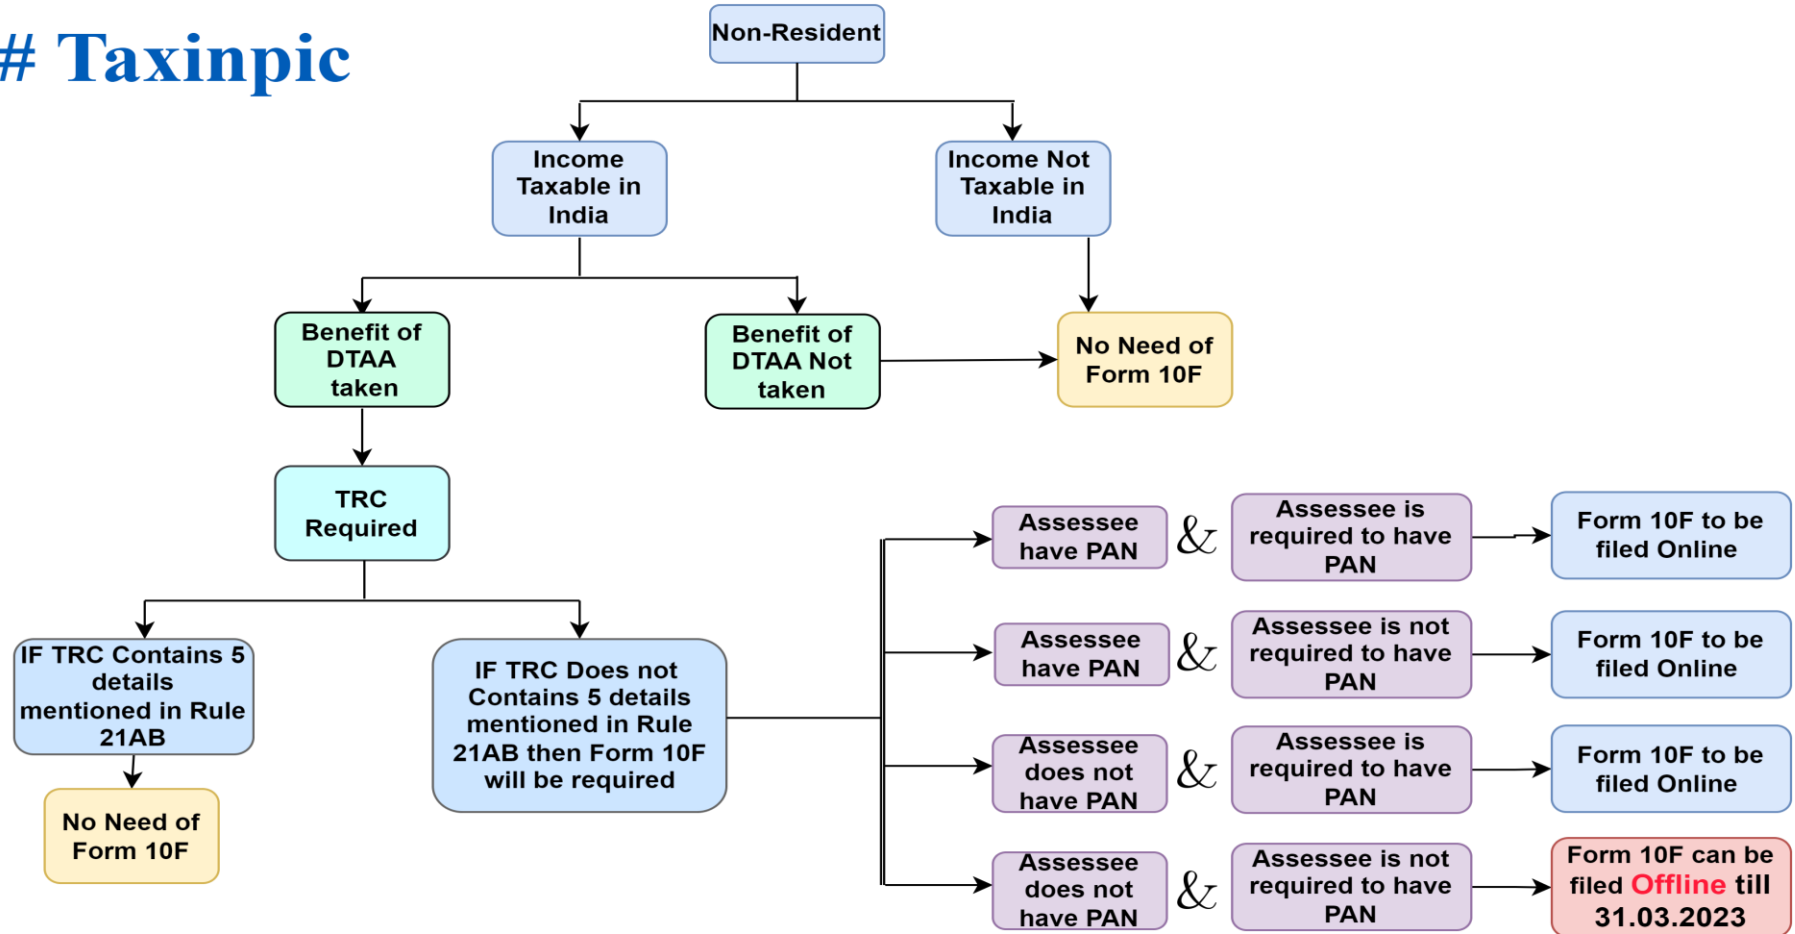 # Taxinpic
Non-Resident
Income
Taxable in
India
Income Not
Taxable in
India
Benefit of
DTAA
taken
Benefit of
DTAA Not
taken
No Need of
Form 10F
TRC
Required
IF TRC Contains 5
details
mentioned in Rule
21AB
No Need of
Form 10F
IF TRC Does not
Contains 5 details
mentioned in Rule
21AB then Form 10F
will be required
Assessee
have PAN
&
Assessee is
required to have
PAN
Form 10F to be
filed Online
Assessee
have PAN
&
Assessee is not
required to have
PAN
Form 10F to be
filed Online
Assessee
does not
have PAN
&
Assessee is
required to have
PAN
Form 10F to be
filed Online
Assessee
does not
have PAN
&
Assessee is not
required to have
PAN
Form 10F can be
filed Offline till
31.03.2023